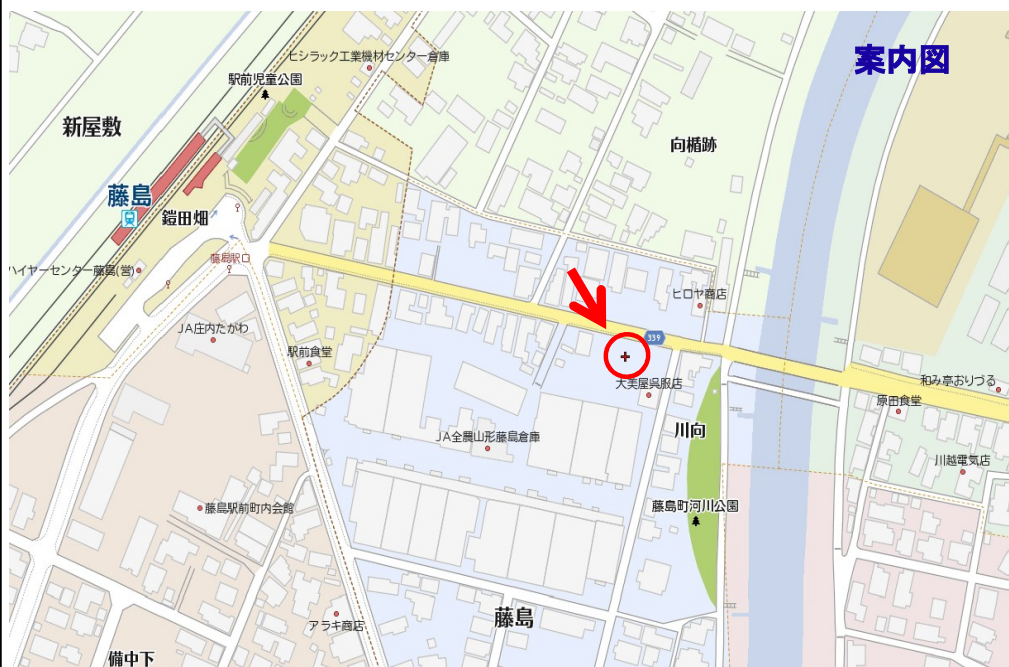 案内図
ヒシラック工業機材センター倉庫
駅前児童公園
新屋敷
向楯跡
藤島
鎧田畑
藤島駅口
ハイヤーセンター藤島(営)
ヒロヤ商店
JA庄内たがわ
339
駅前食堂
大美屋呉服店
和み亭おりづる
原田食堂
川向
JA全農山形藤島倉庫
川越電気店
藤島駅前町内会館
藤島町河川公園
藤島
アラキ商店
備中下